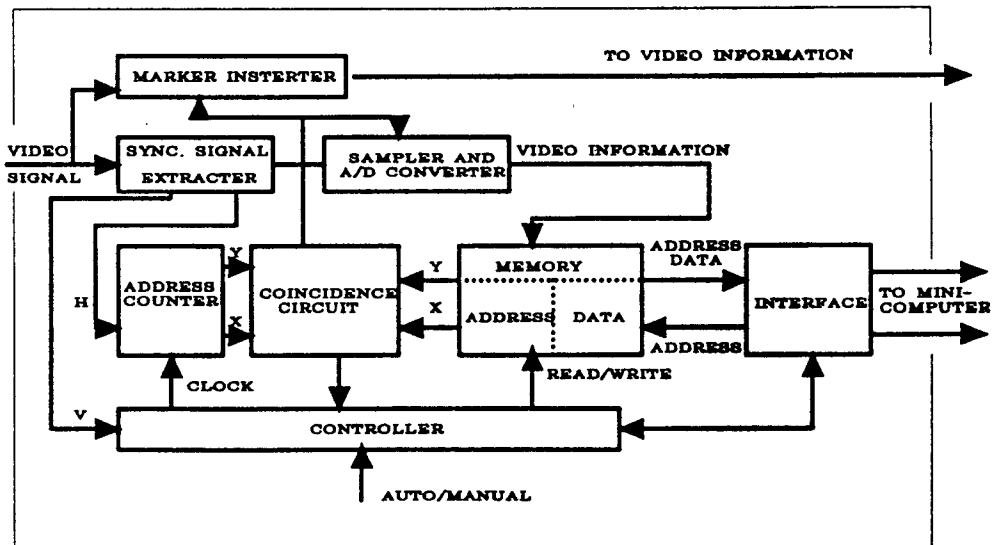 TO VIDEO INFORMATION
MARKER INSTERTER
VIDEO
SIGNAL
SYNC. SIGNAL
EXTRACTER
SAMPLER AND
A/D CONVERTER
VIDEO INFORMATION
H
ADDRESS
COUNTER
Y
X
COINCIDENCE
CIRCUIT
Y
X
MEMORY
ADDRESS
DATA
ADDRESS
DATA
ADDRESS
INTERFACE
TO MINI-
COMPUTER
CLOCK
READ/WRITE
V
CONTROLLER
AUTO/MANUAL